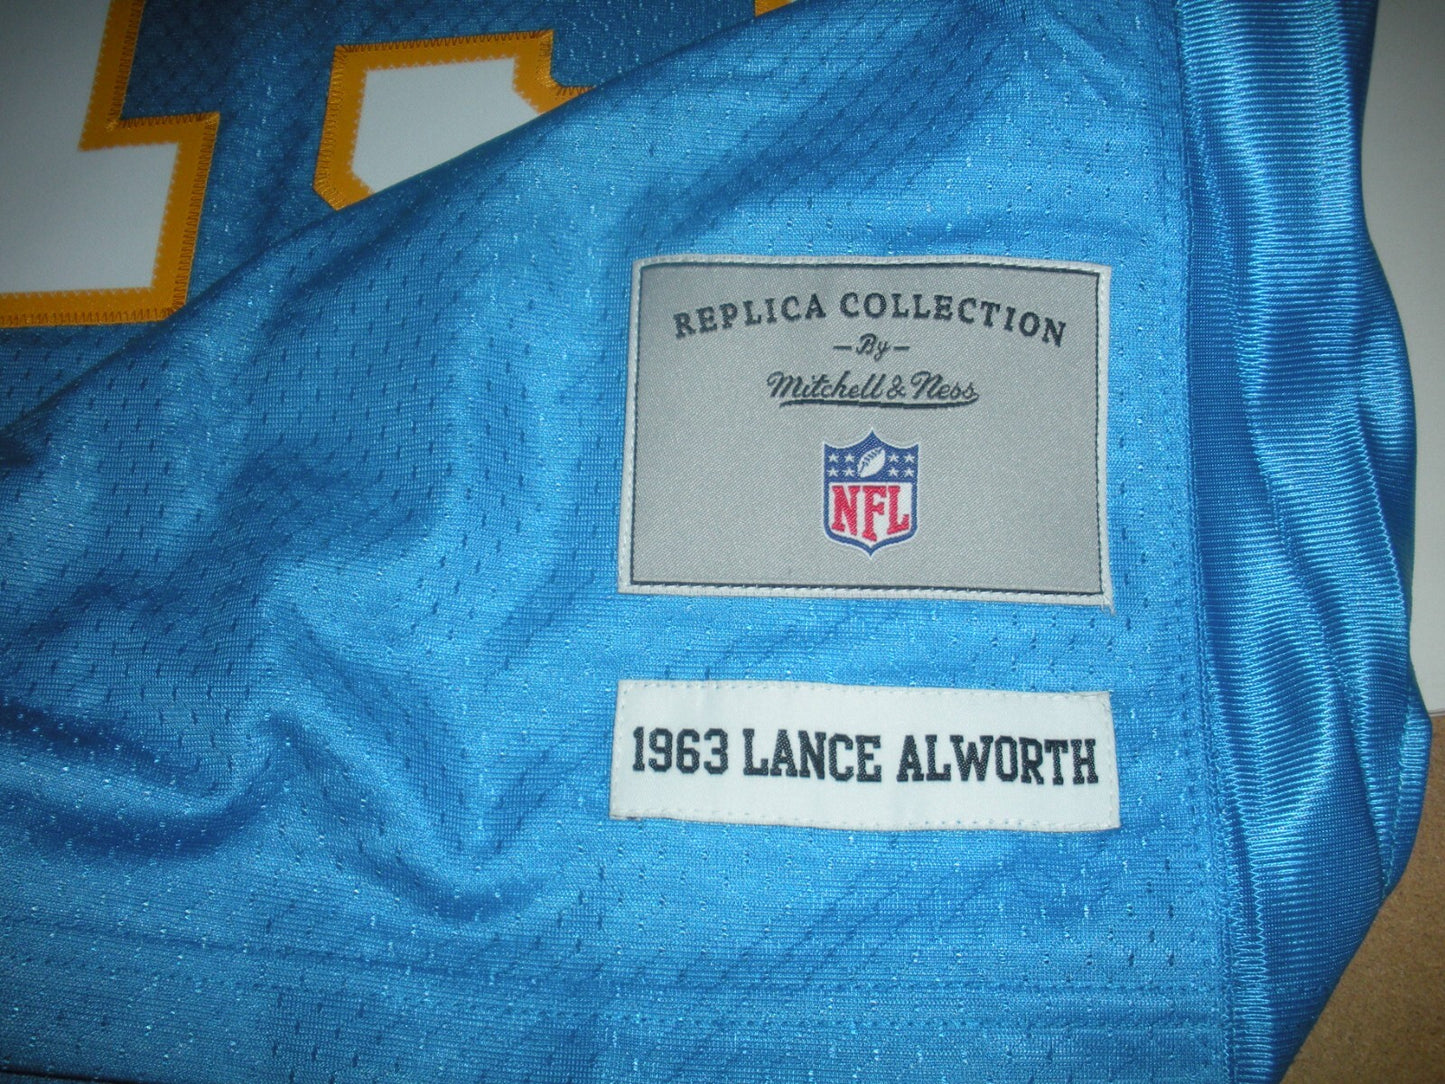 REPLICA COLLECTION
-By-
Mitchell & Ness
NFL
1963 LANCE ALWORTH